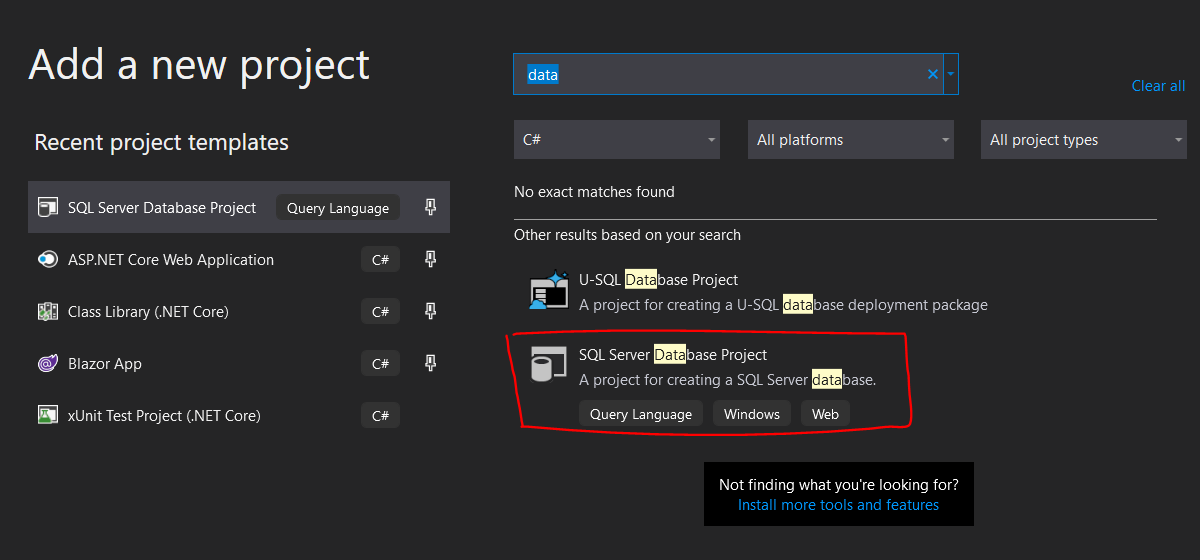 Add a new project
Recent project templates
SQL Server Database Project Query Language
ASP.NET Core Web Application C#
Class Library (.NET Core) C#
Blazor App C#
xUnit Test Project (.NET Core) C#
data
Clear all
C# All platforms All project types
No exact matches found
Other results based on your search
U-SQL Database Project
A project for creating a U-SQL database deployment package
SQL Server Database Project
A project for creating a SQL Server database.
Query Language Windows Web
Not finding what you're looking for?
Install more tools and features